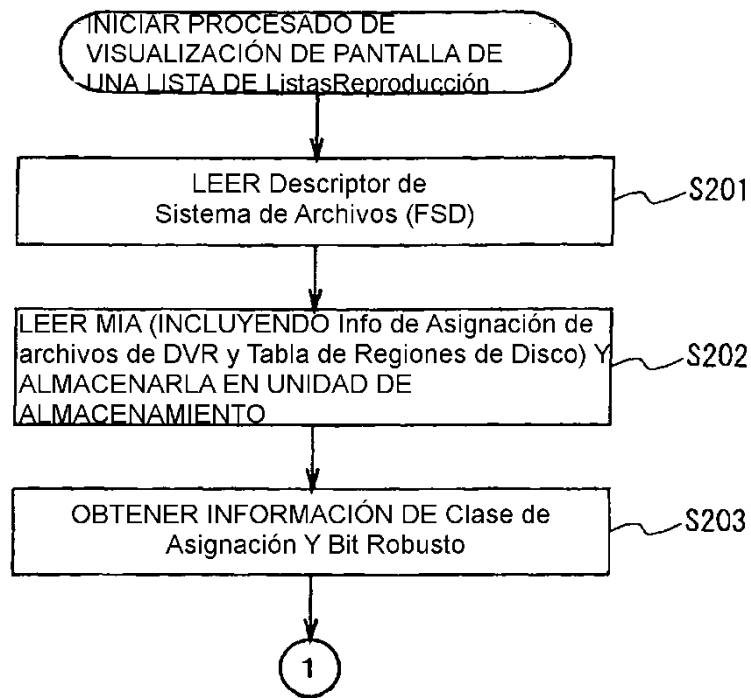 INICIAR PROCESADO DE
VISUALIZACIÓN DE PANTALLA DE
UNA LISTA DE ListasReproducción
LEER Descriptor de
Sistema de Archivos (FSD)
S201
LEER MIA (INCLUYENDO Info de Asignación de
archivos de DVR y Tabla de Regiones de Disco) Y
ALMACENARLA EN UNIDAD DE
ALMACENAMIENTO
S202
OBTENER INFORMACIÓN DE Clase de
Asignación Y Bit Robusto
S203
1